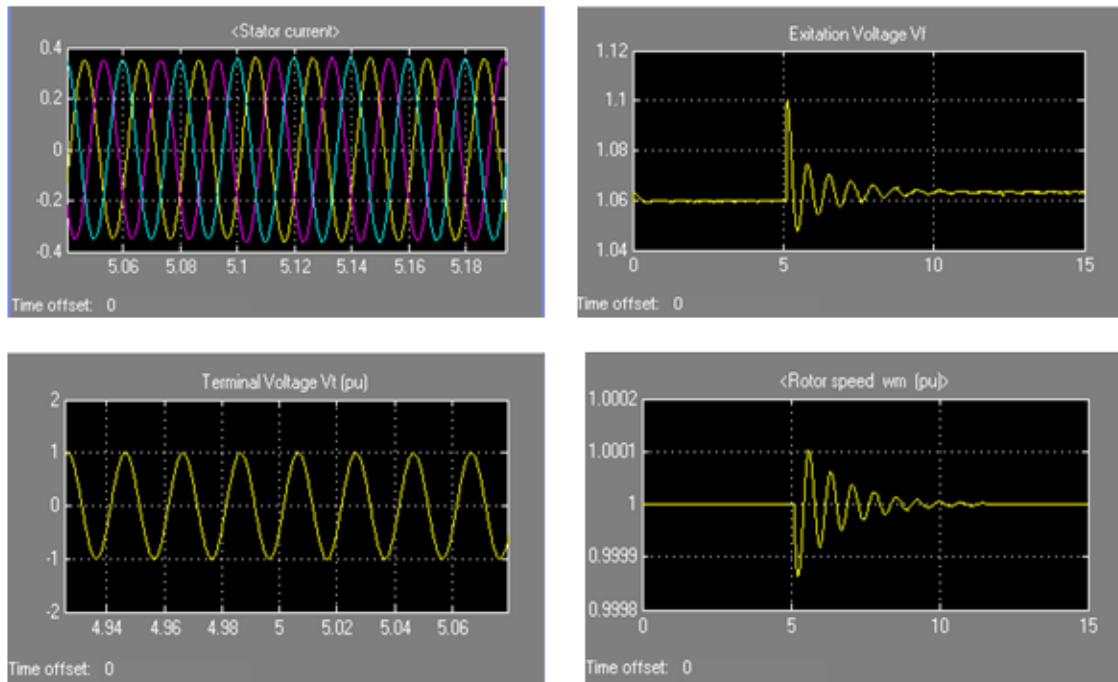 <Stator current>
0.4
0.2
0
-0.2
-0.4
5.06 5.08 5.1 5.12 5.14 5.16 5.18
Time offset: 0
Exitation Voltage Vf
1.12
1.1
1.08
1.06
1.04
0 5 10 15
Time offset: 0
Terminal Voltage Vt (pu)
2
1
0
-1
-2
4.94 4.96 4.98 5 5.02 5.04 5.06
Time offset: 0
<Rotor speed wm (pu)>
1.0002
1.0001
1
0.9999
0.9998
0 5 10 15
Time offset: 0